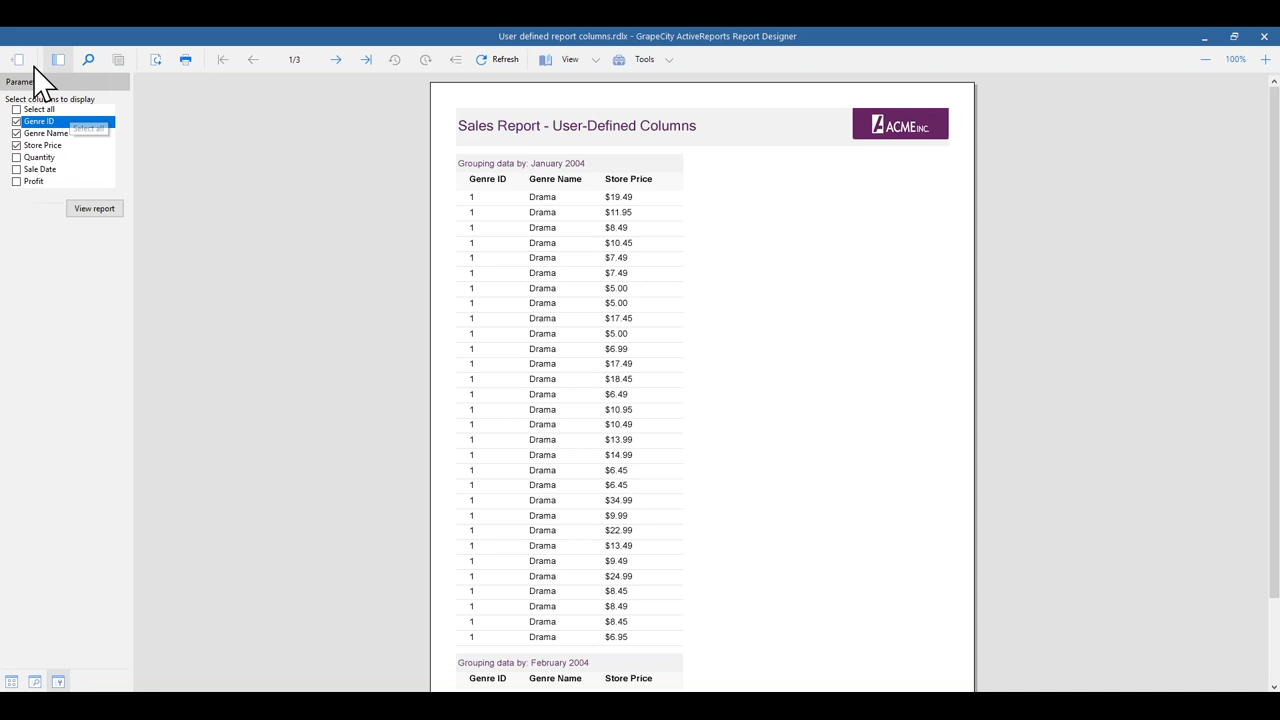 User defined report columns.rdlx - GrapeCity ActiveReports Report Designer
1/3 Refresh View Tools 100%
Select columns to display
Select all
Genre ID
Select all
Genre Name
Store Price
Quantity
Sale Date
Profit
View report
Sales Report - User-Defined Columns
ACME INC.
Grouping data by: January 2004
Genre ID Genre Name Store Price
1 Drama $19.49
1 Drama $11.95
1 Drama $8.49
1 Drama $10.45
1 Drama $7.49
1 Drama $7.49
1 Drama $5.00
1 Drama $5.00
1 Drama $17.45
1 Drama $5.00
1 Drama $6.99
1 Drama $17.49
1 Drama $18.45
1 Drama $6.49
1 Drama $10.95
1 Drama $10.49
1 Drama $13.99
1 Drama $14.99
1 Drama $6.45
1 Drama $6.45
1 Drama $34.99
1 Drama $9.99
1 Drama $22.99
1 Drama $13.49
1 Drama $9.49
1 Drama $24.99
1 Drama $8.45
1 Drama $8.49
1 Drama $8.45
1 Drama $6.95
Grouping data by: February 2004
Genre ID Genre Name Store Price